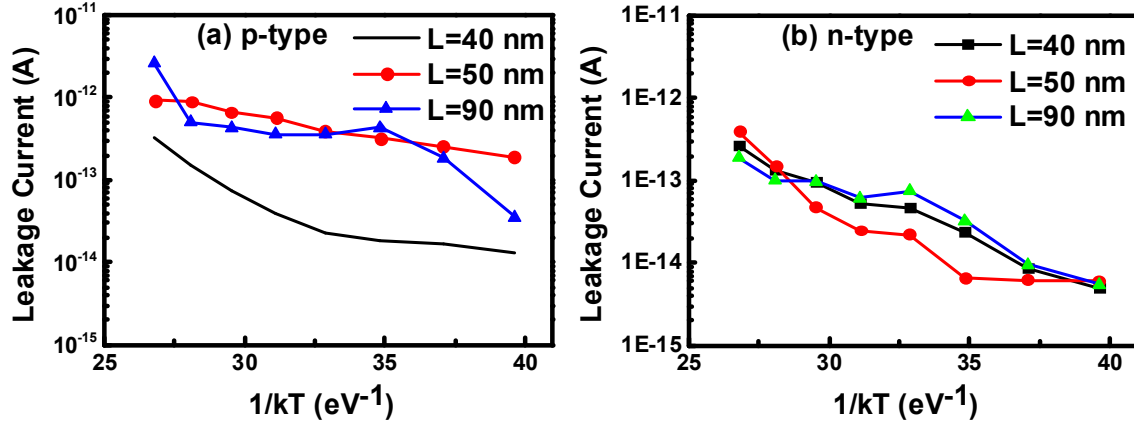 (a) p-type
L=40 nm
L=50 nm
L=90 nm
Leakage Current (A)
10⁻¹¹
10⁻¹²
10⁻¹³
10⁻¹⁴
10⁻¹⁵
25 30 35 40
1/kT (eV⁻¹)
(b) n-type
L=40 nm
L=50 nm
L=90 nm
Leakage Current (A)
1E-11
1E-12
1E-13
1E-14
1E-15
25 30 35 40
1/kT (eV⁻¹)